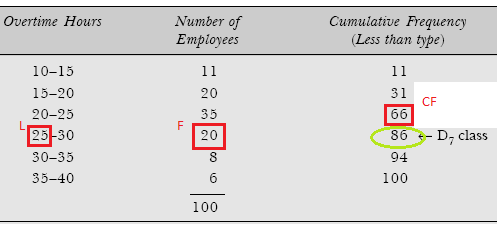 Overtime Hours Number of Employees Cumulative Frequency (Less than type)
10–15 11 11
15–20 20 31
20–25 35 66 CF
L 25–30 F 20 86 ← D7 class
30–35 8 94
35–40 6 100
100